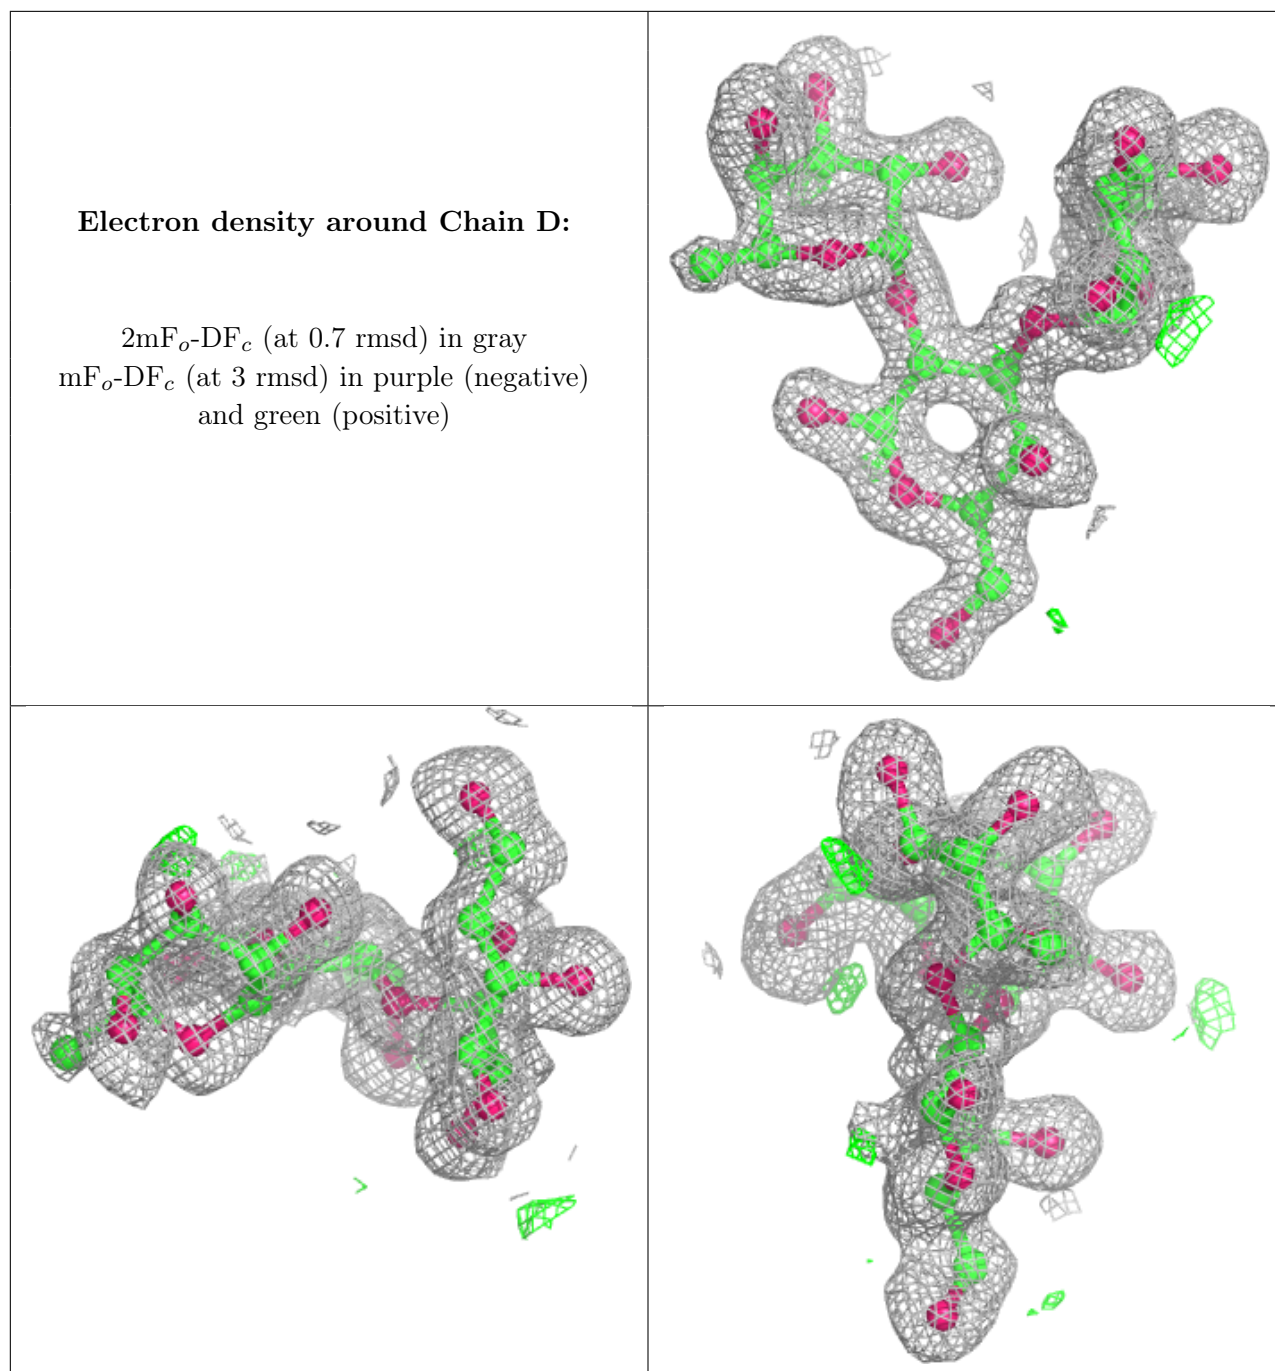 Electron density around Chain D:
2mFₒ-DF𝒸 (at 0.7 rmsd) in gray
mFₒ-DF𝒸 (at 3 rmsd) in purple (negative)
and green (positive)